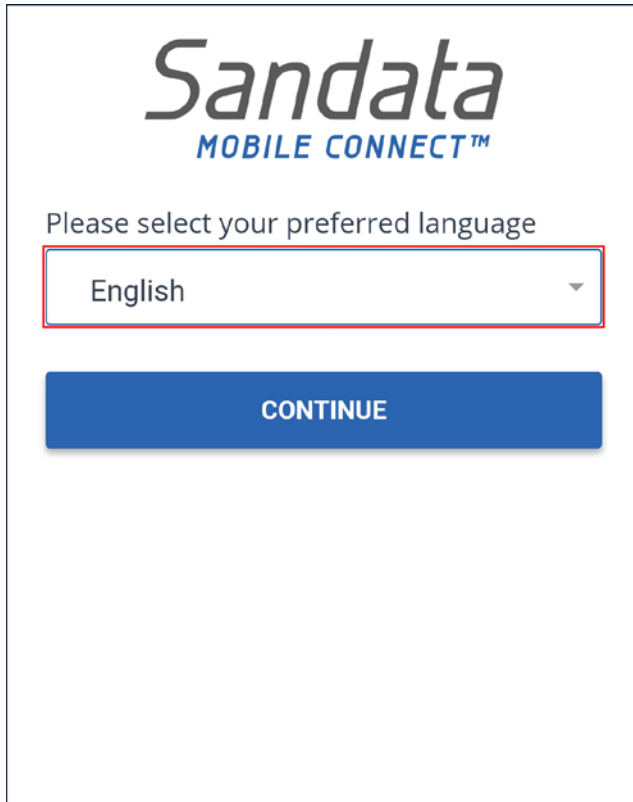 Sandata
MOBILE CONNECT™
Please select your preferred language
English
CONTINUE